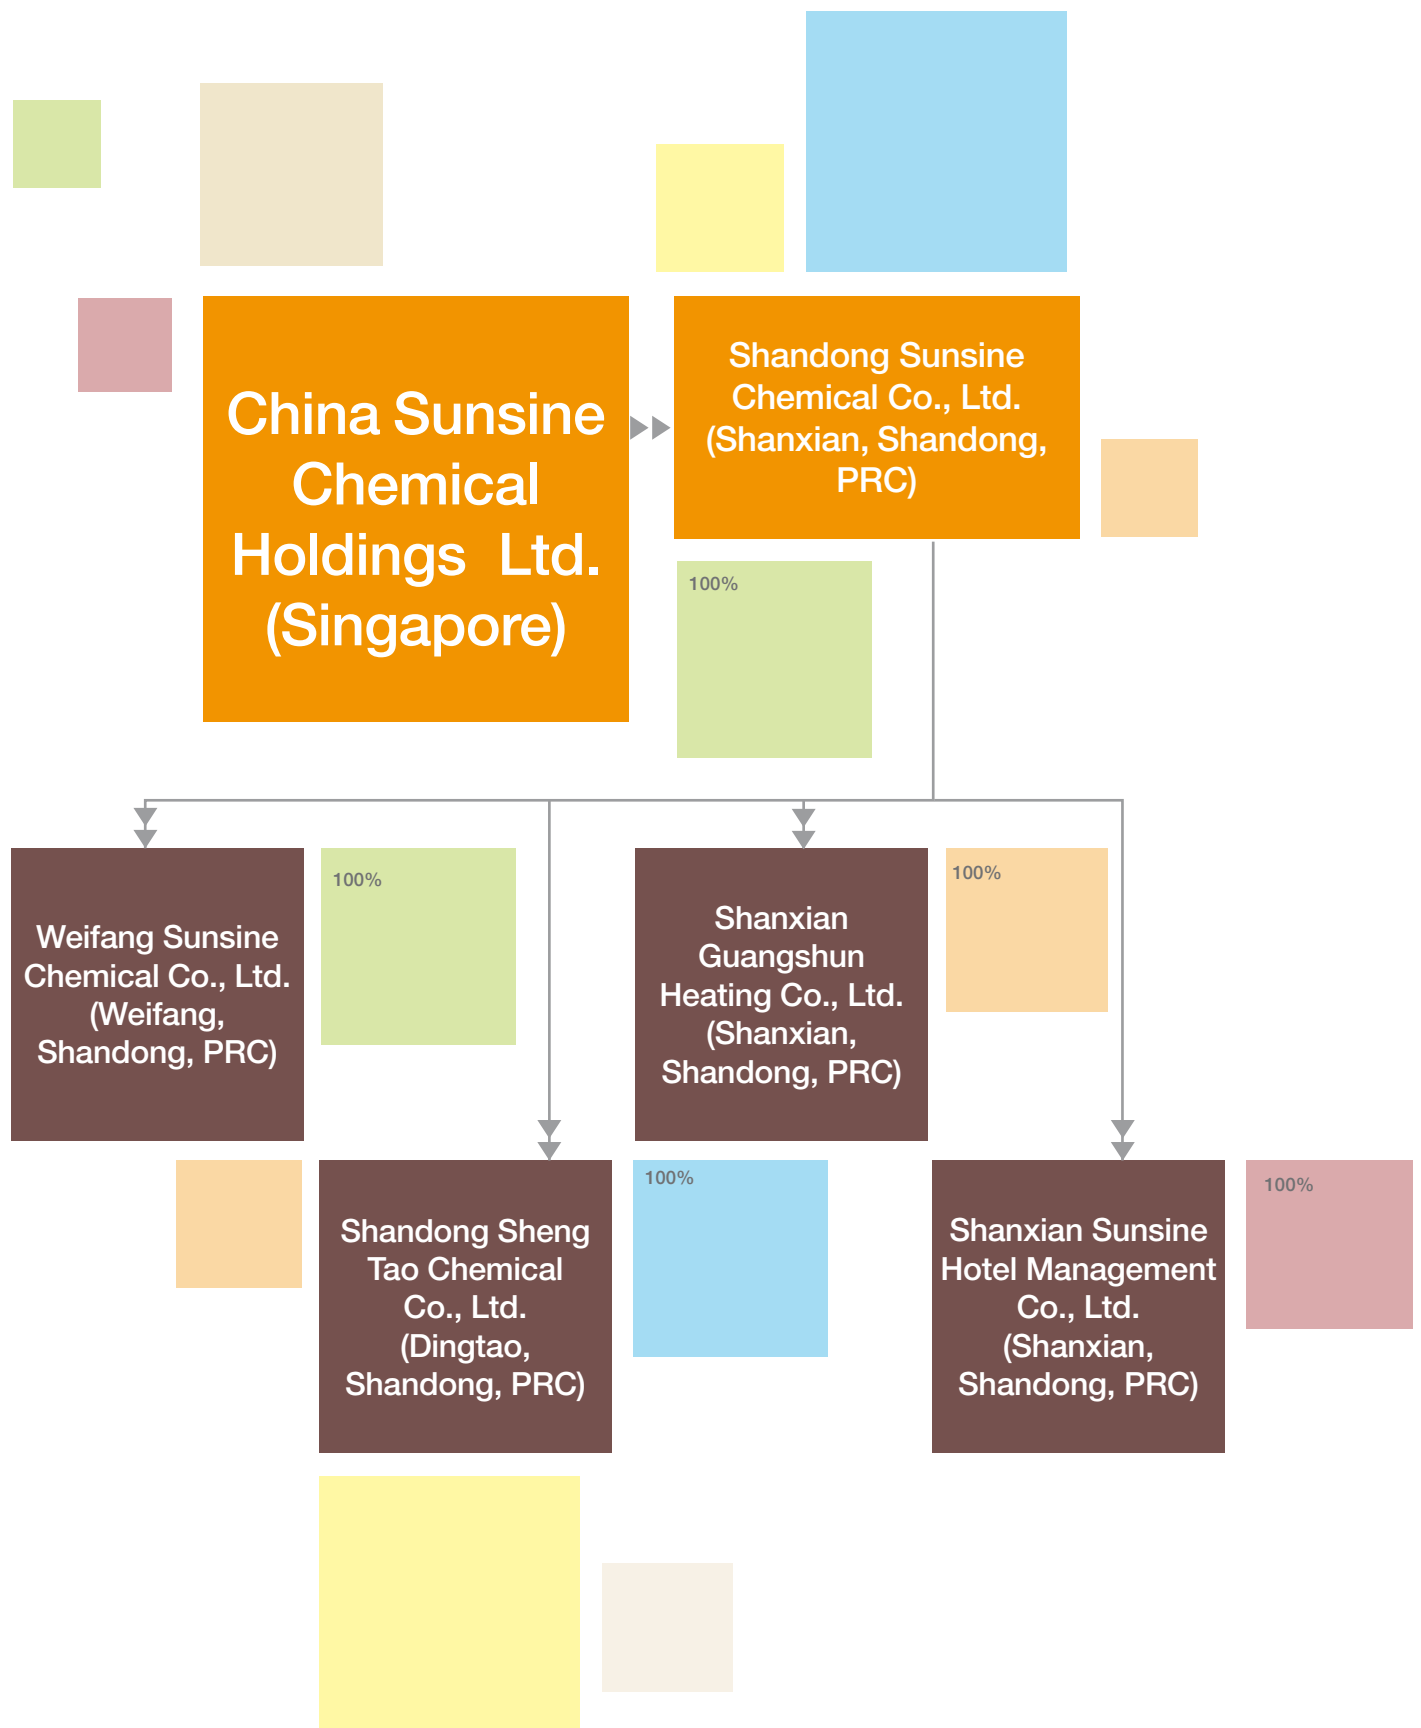 China Sunsine
Chemical
Holdings Ltd.
(Singapore)
Shandong Sunsine
Chemical Co., Ltd.
(Shanxian, Shandong,
PRC)
100%
Weifang Sunsine
Chemical Co., Ltd.
(Weifang,
Shandong, PRC)
100%
Shanxian
Guangshun
Heating Co., Ltd.
(Shanxian,
Shandong, PRC)
100%
Shandong Sheng
Tao Chemical
Co., Ltd.
(Dingtao,
Shandong, PRC)
100%
Shanxian Sunsine
Hotel Management
Co., Ltd.
(Shanxian,
Shandong, PRC)
100%